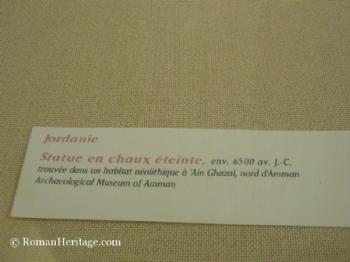 Jordanie
Statue en chaux éteinte, env. 6500 av. J.-C.
trouvée dans un habitat néolithique à 'Ain Ghazal, nord d'Amman
Archaeological Museum of Amman
© RomanHeritage.com